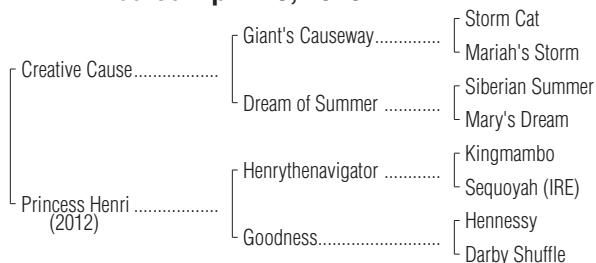 Storm Cat
Giant's Causeway..............
Mariah's Storm
Creative Cause..................
Siberian Summer
Dream of Summer ............
Mary's Dream
Kingmambo
Henrythenavigator ............
Sequoyah (IRE)
Princess Henri ..................
(2012)
Hennessy
Goodness..........................
Darby Shuffle